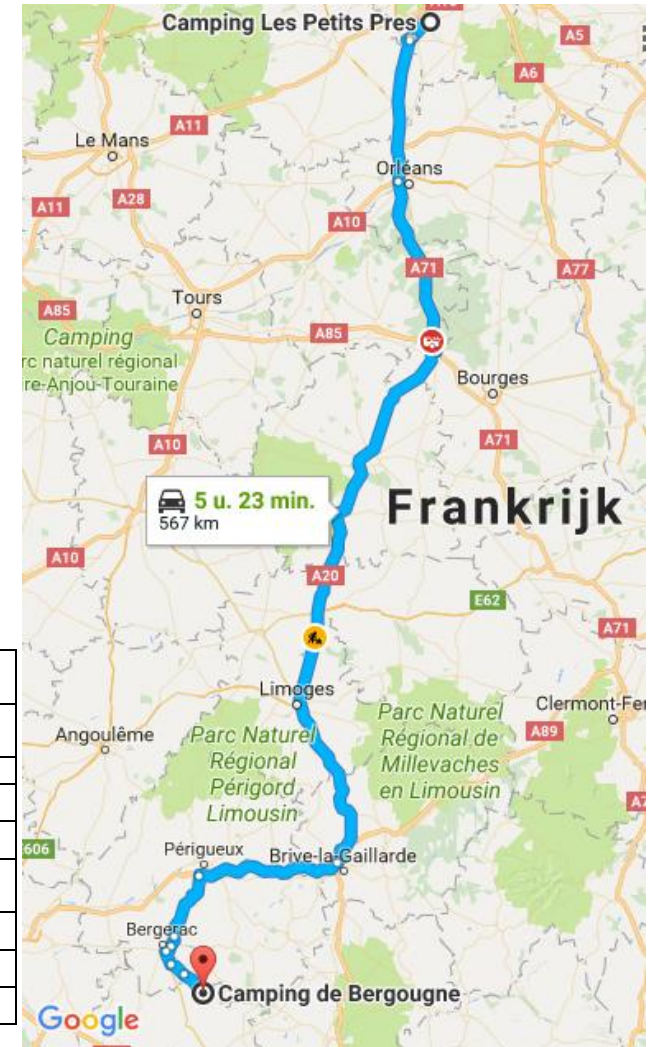 Camping Les Petits Pres
A5
A6
A11
Le Mans
A28
Orléans
A11
A10
A71
A77
Tours
A85
A85
Camping
rc naturel régional
re-Anjou-Touraine
Bourges
A10
A71
5 u. 23 min.
567 km
Frankrijk
A10
A20
E62
A71
Limoges
Clermont-Fer
Parc Naturel
Régional de
Millevaches
en Limousin
A89
Angoulême
Parc Naturel
Régional
Périgord
Limousin
A7
606
Périgueux
Brive-la-Gaillarde
Bergerac
Camping de Bergougne
Google